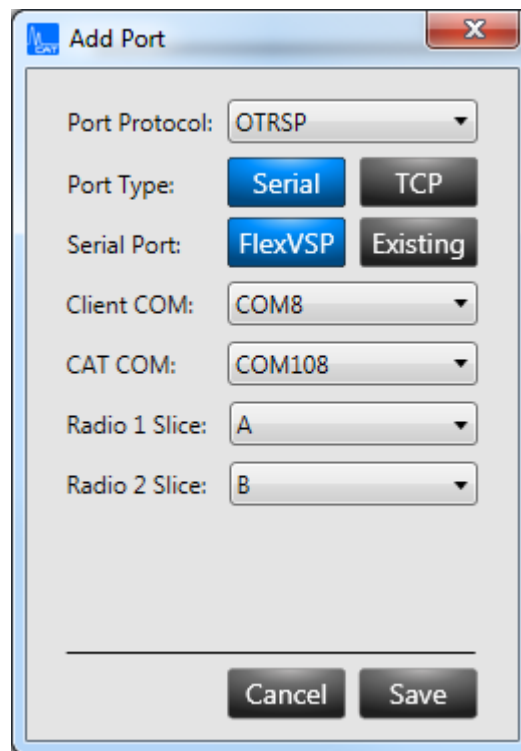 CAT Add Port X
Port Protocol: OTRSP
Port Type: Serial TCP
Serial Port: FlexVSP Existing
Client COM: COM8
CAT COM: COM108
Radio 1 Slice: A
Radio 2 Slice: B
Cancel Save